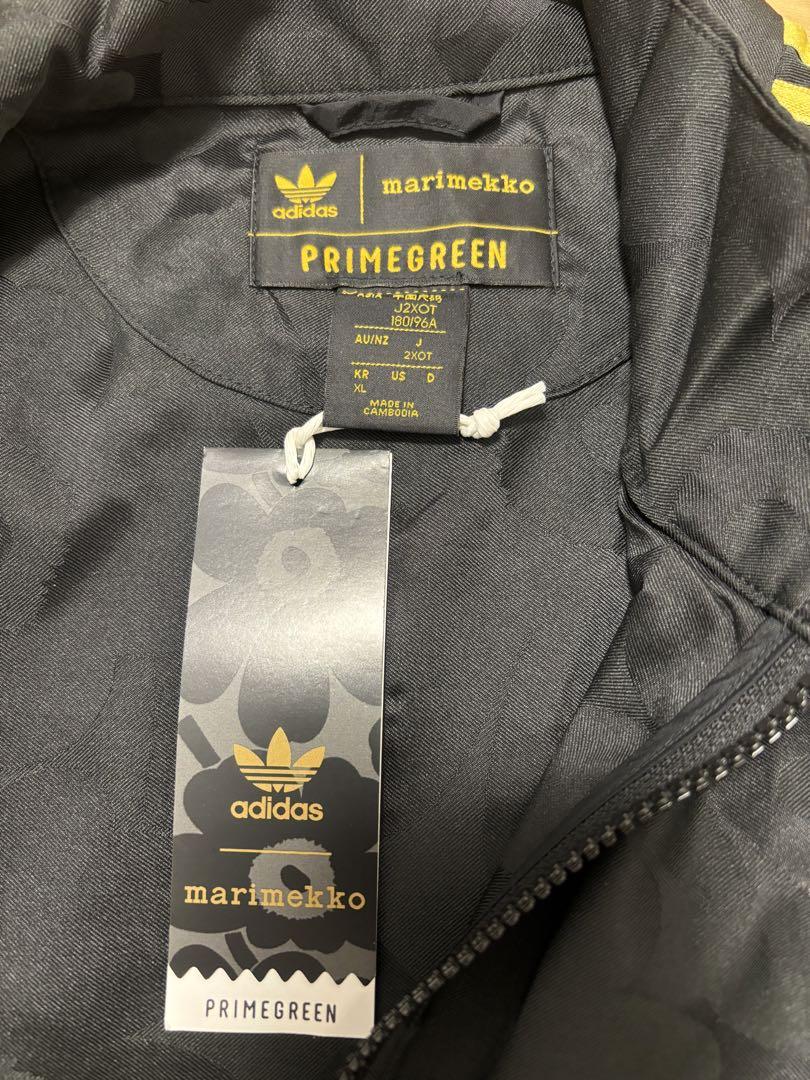 adidas
marimekko
PRIMEGREEN
J2XOT
180/96A
AU/NZ J
2XOT
KR US D
XL
MADE IN
CAMBODIA
adidas
marimekko
PRIMEGREEN